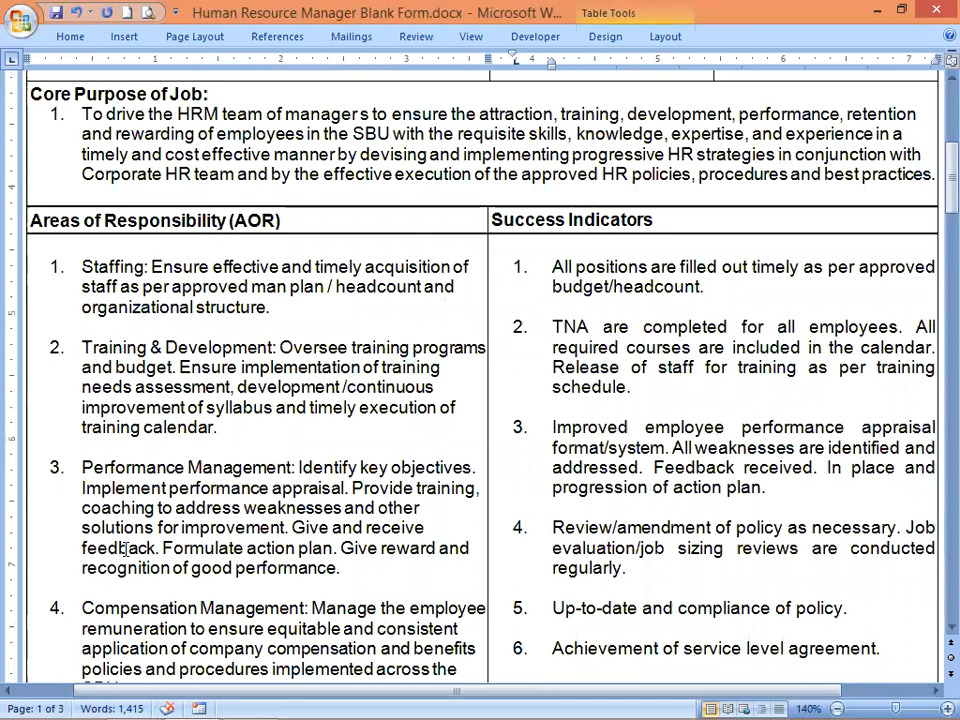 Human Resource Manager Blank Form.docx - Microsoft W...
Table Tools
Home Insert Page Layout References Mailings Review View Developer Design Layout
1 2 3 4 5 6 7
Core Purpose of Job:
1. To drive the HRM team of managers to ensure the attraction, training, development, performance, retention
and rewarding of employees in the SBU with the requisite skills, knowledge, expertise, and experience in a
timely and cost effective manner by devising and implementing progressive HR strategies in conjunction with
Corporate HR team and by the effective execution of the approved HR policies, procedures and best practices.
Areas of Responsibility (AOR)
1. Staffing: Ensure effective and timely acquisition of
staff as per approved man plan / headcount and
organizational structure.
2. Training & Development: Oversee training programs
and budget. Ensure implementation of training
needs assessment, development /continuous
improvement of syllabus and timely execution of
training calendar.
3. Performance Management: Identify key objectives.
Implement performance appraisal. Provide training,
coaching to address weaknesses and other
solutions for improvement. Give and receive
feedback. Formulate action plan. Give reward and
recognition of good performance.
4. Compensation Management: Manage the employee
remuneration to ensure equitable and consistent
application of company compensation and benefits
policies and procedures implemented across the
Success Indicators
1. All positions are filled out timely as per approved
budget/headcount.
2. TNA are completed for all employees. All
required courses are included in the calendar.
Release of staff for training as per training
schedule.
3. Improved employee performance appraisal
format/system. All weaknesses are identified and
addressed. Feedback received. In place and
progression of action plan.
4. Review/amendment of policy as necessary. Job
evaluation/job sizing reviews are conducted
regularly.
5. Up-to-date and compliance of policy.
6. Achievement of service level agreement.
Page: 1 of 3 Words: 1,415 140%